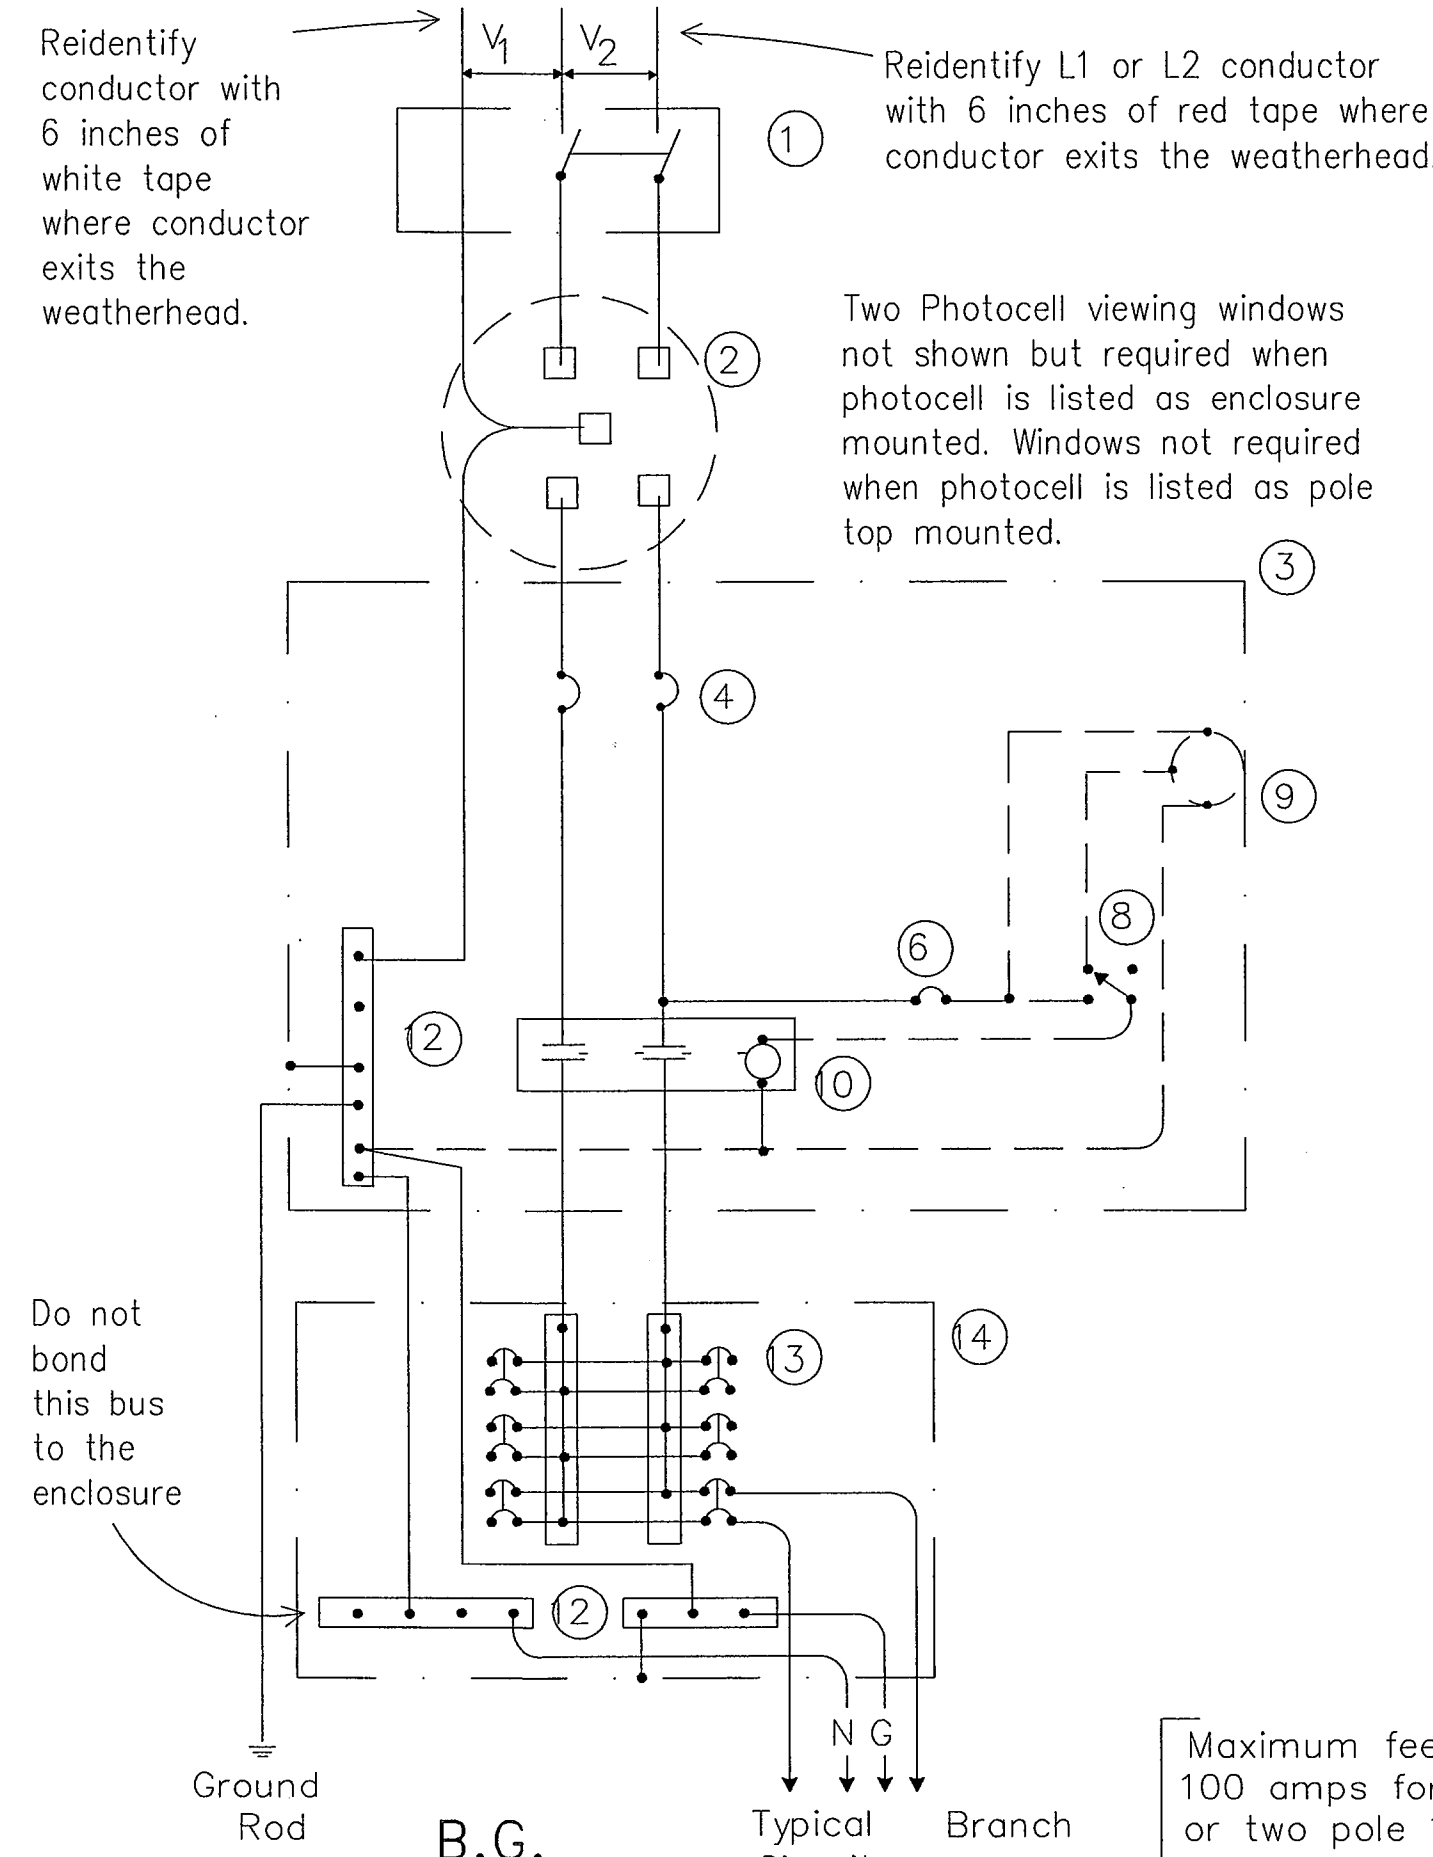 Reidentify
conductor with
6 inches of
white tape
where conductor
exits the
weatherhead.
V1
V2
Reidentify L1 or L2 conductor
with 6 inches of red tape where
conductor exits the weatherhead.
1
2
Two Photocell viewing windows
not shown but required when
photocell is listed as enclosure
mounted. Windows not required
when photocell is listed as pole
top mounted.
3
4
9
8
6
12
10
Do not
bond
this bus
to the
enclosure
13
14
12
N G
Ground
Rod
B.G.
Typical
Branch
Maximum fee
100 amps for
or two pole